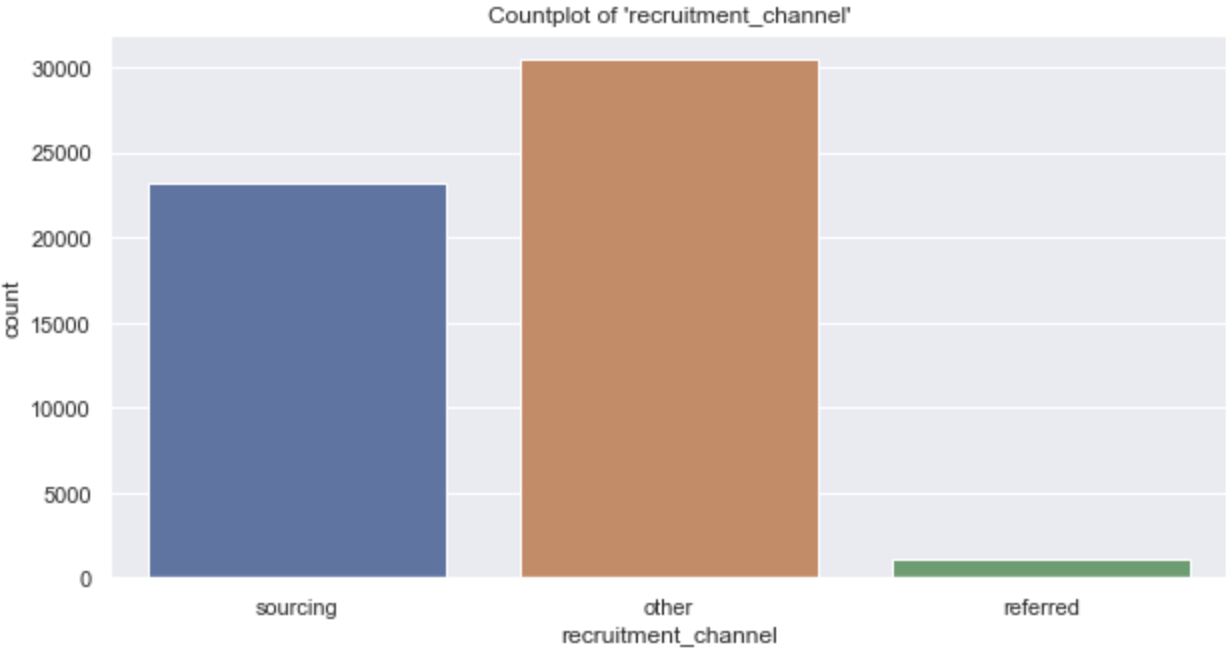 Countplot of 'recruitment_channel'
30000
25000
20000
15000
10000
5000
0
count
sourcing other referred
recruitment_channel